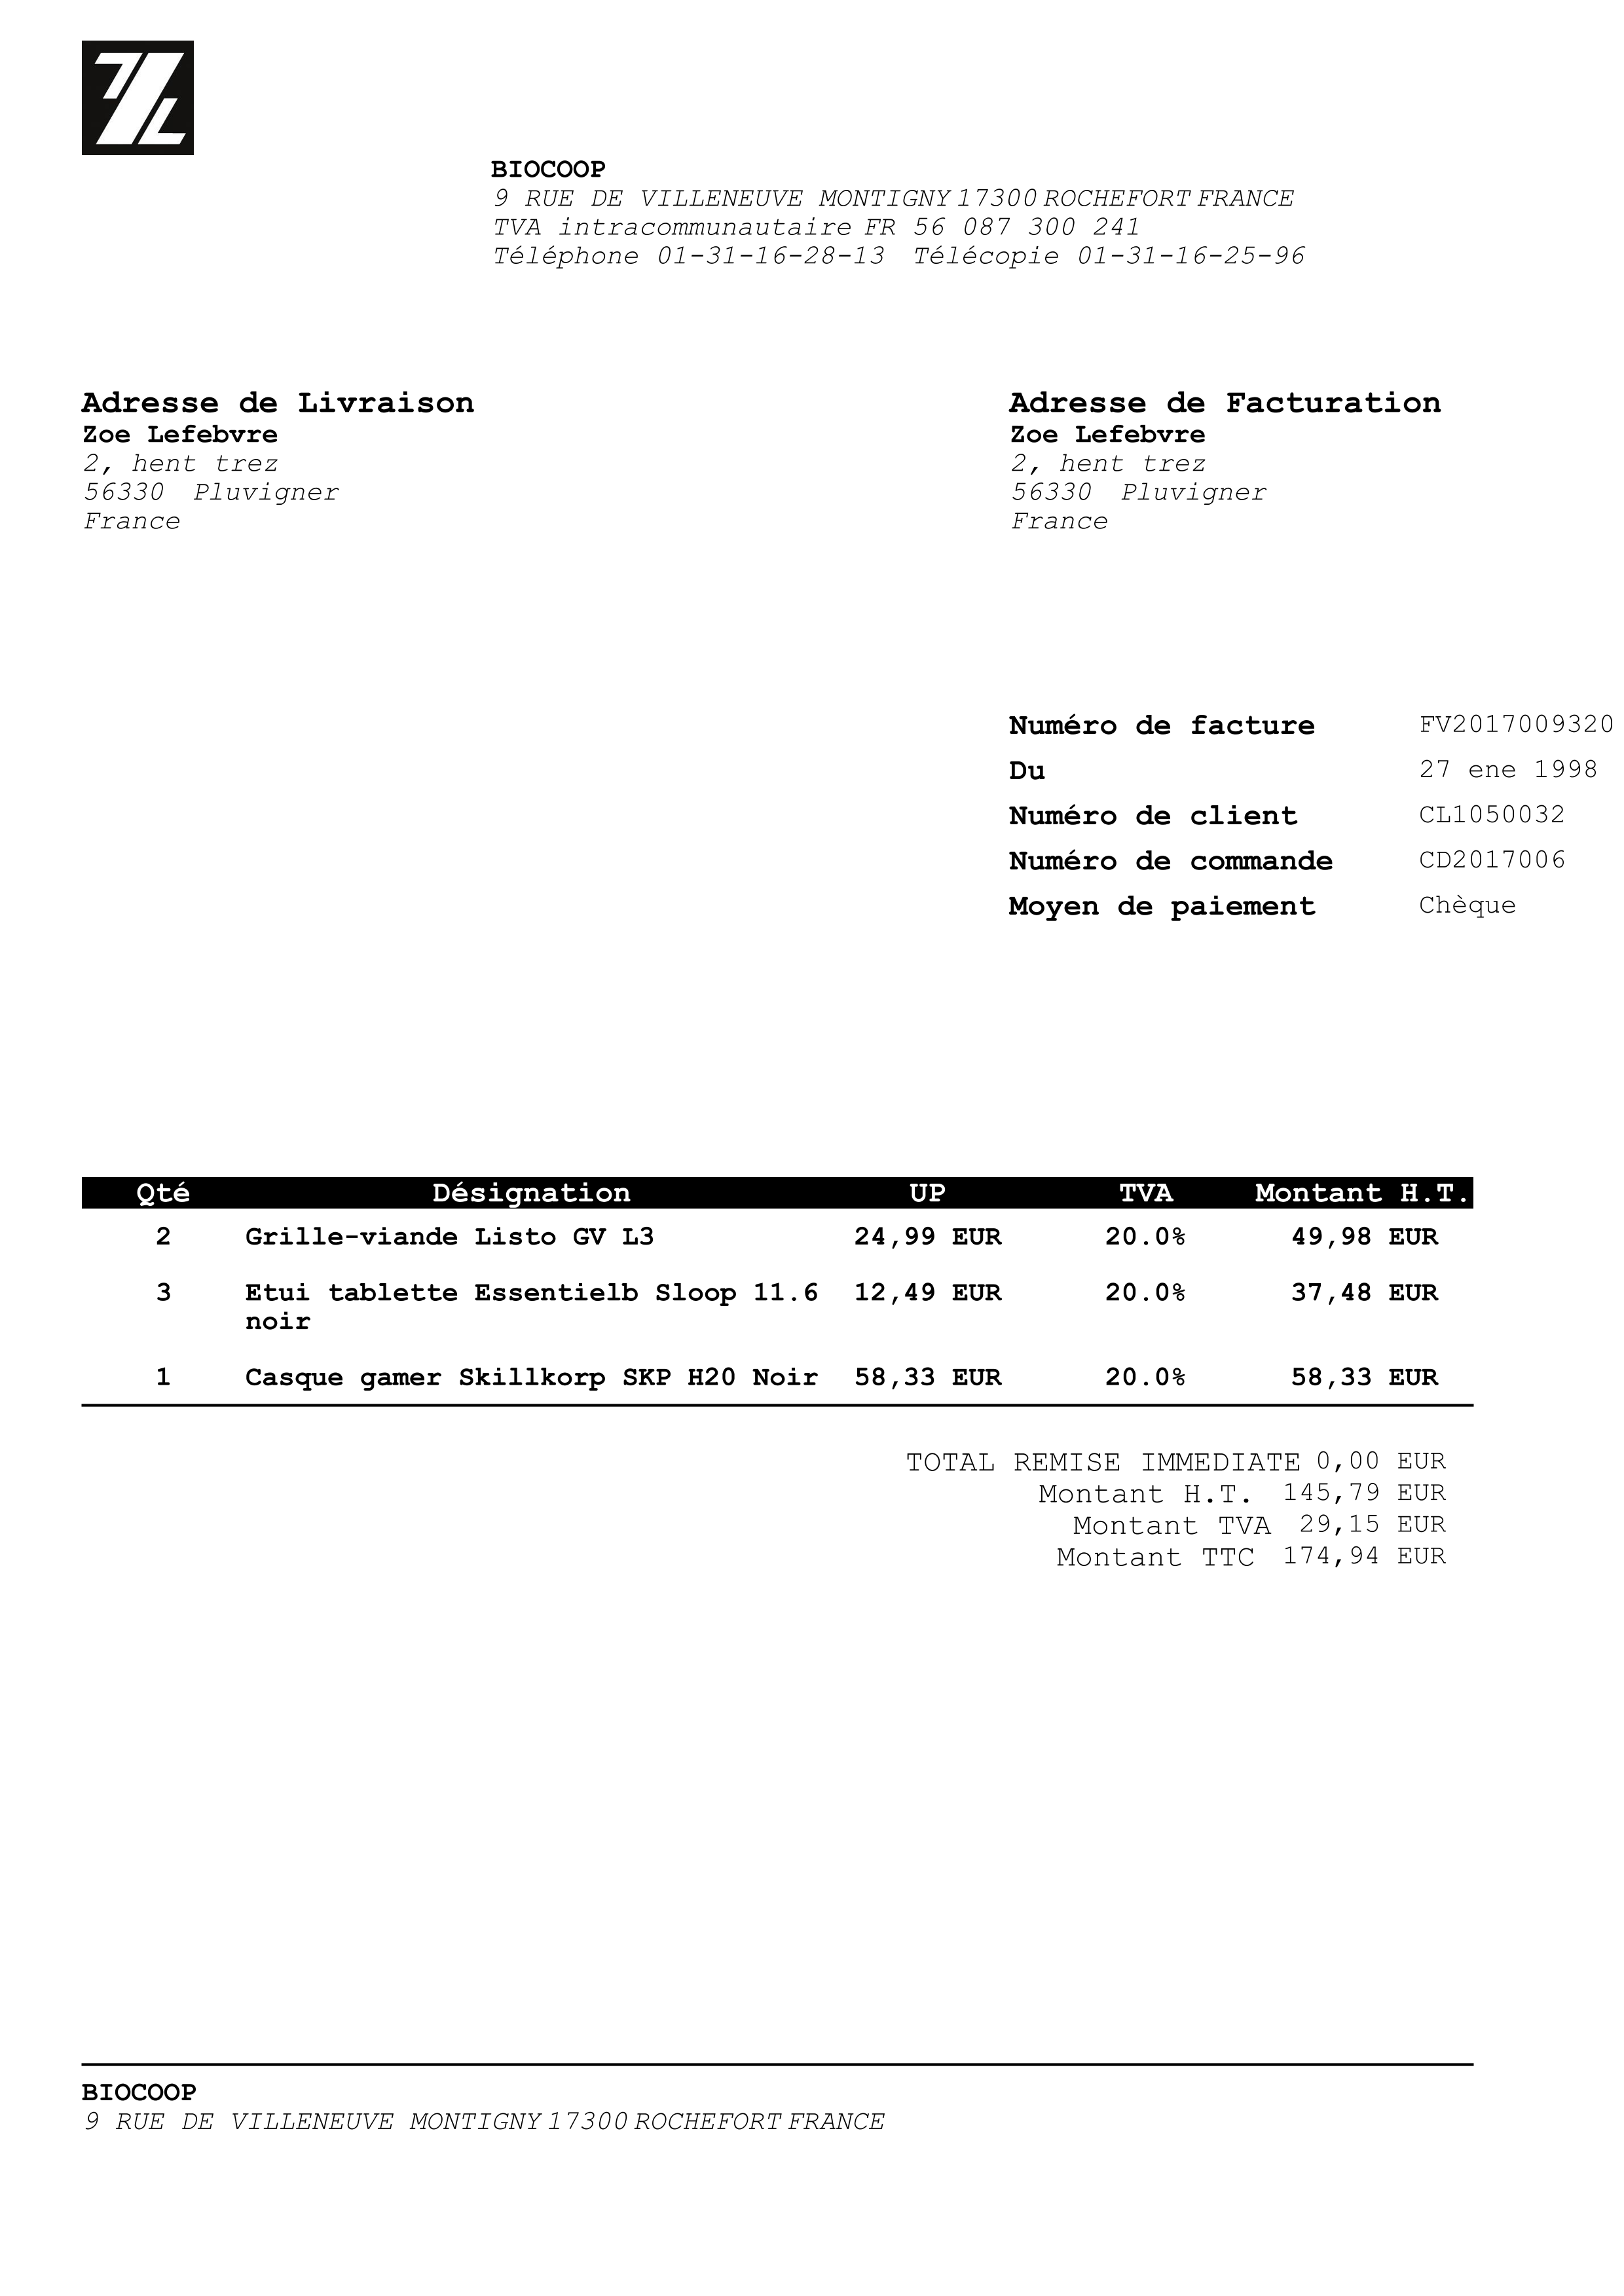 BIOCOOP
9 RUE DE VILLENEUVE MONTIGNY 17300 ROCHEFORT FRANCE
TVA intracommunautaire FR 56 087 300 241
Téléphone 01-31-16-28-13 Télécopie 01-31-16-25-96
Adresse de Livraison
Zoe Lefebvre
2, hent trez
56330 Pluvigner
France
Adresse de Facturation
Zoe Lefebvre
2, hent trez
56330 Pluvigner
France
Numéro de facture FV2017009320
Du 27 ene 1998
Numéro de client CL1050032
Numéro de commande CD2017006
Moyen de paiement Chèque
Qté Désignation UP TVA Montant H.T.
2 Grille-viande Listo GV L3 24,99 EUR 20.0% 49,98 EUR
3 Etui tablette Essentielb Sloop 11.6 12,49 EUR 20.0% 37,48 EUR
noir
1 Casque gamer Skillkorp SKP H20 Noir 58,33 EUR 20.0% 58,33 EUR
TOTAL REMISE IMMEDIATE 0,00 EUR
Montant H.T. 145,79 EUR
Montant TVA 29,15 EUR
Montant TTC 174,94 EUR
BIOCOOP
9 RUE DE VILLENEUVE MONTIGNY 17300 ROCHEFORT FRANCE